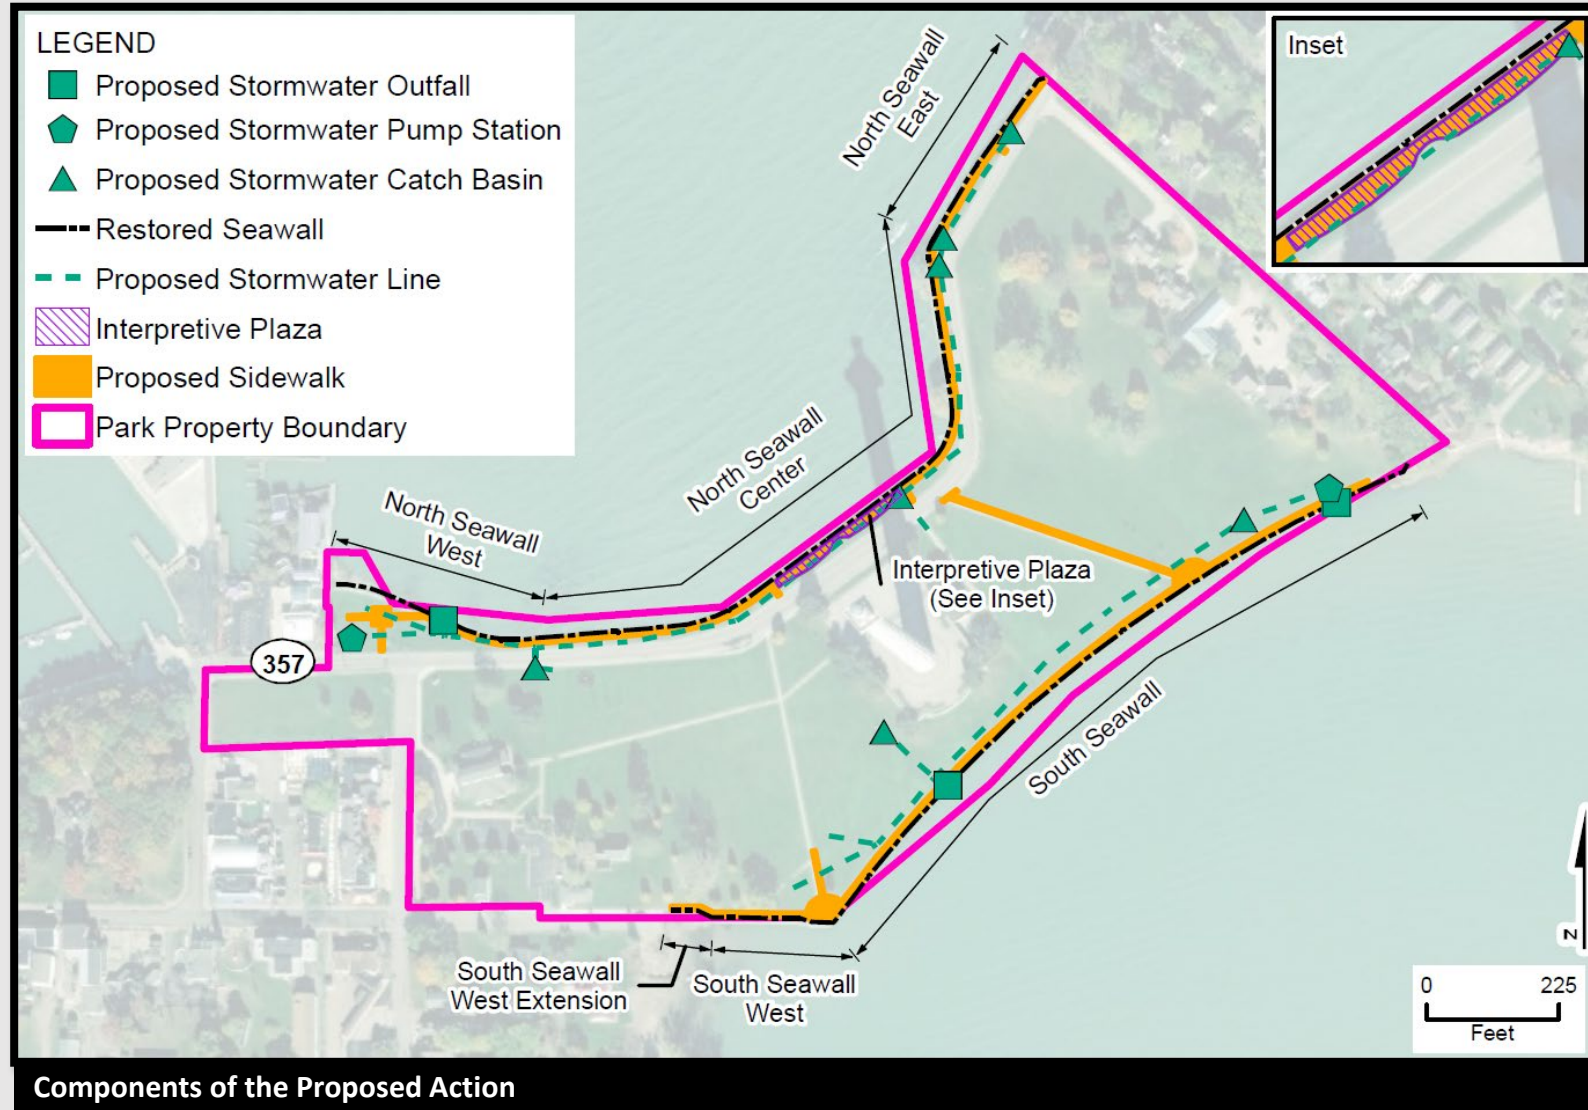 LEGEND
Proposed Stormwater Outfall
Proposed Stormwater Pump Station
Proposed Stormwater Catch Basin
Restored Seawall
Proposed Stormwater Line
Interpretive Plaza
Proposed Sidewalk
Park Property Boundary
North Seawall
East
Inset
North Seawall
Center
North Seawall
West
Interpretive Plaza
(See Inset)
357
South Seawall
South Seawall
West Extension
South Seawall
West
N
0 225
Feet
Components of the Proposed Action